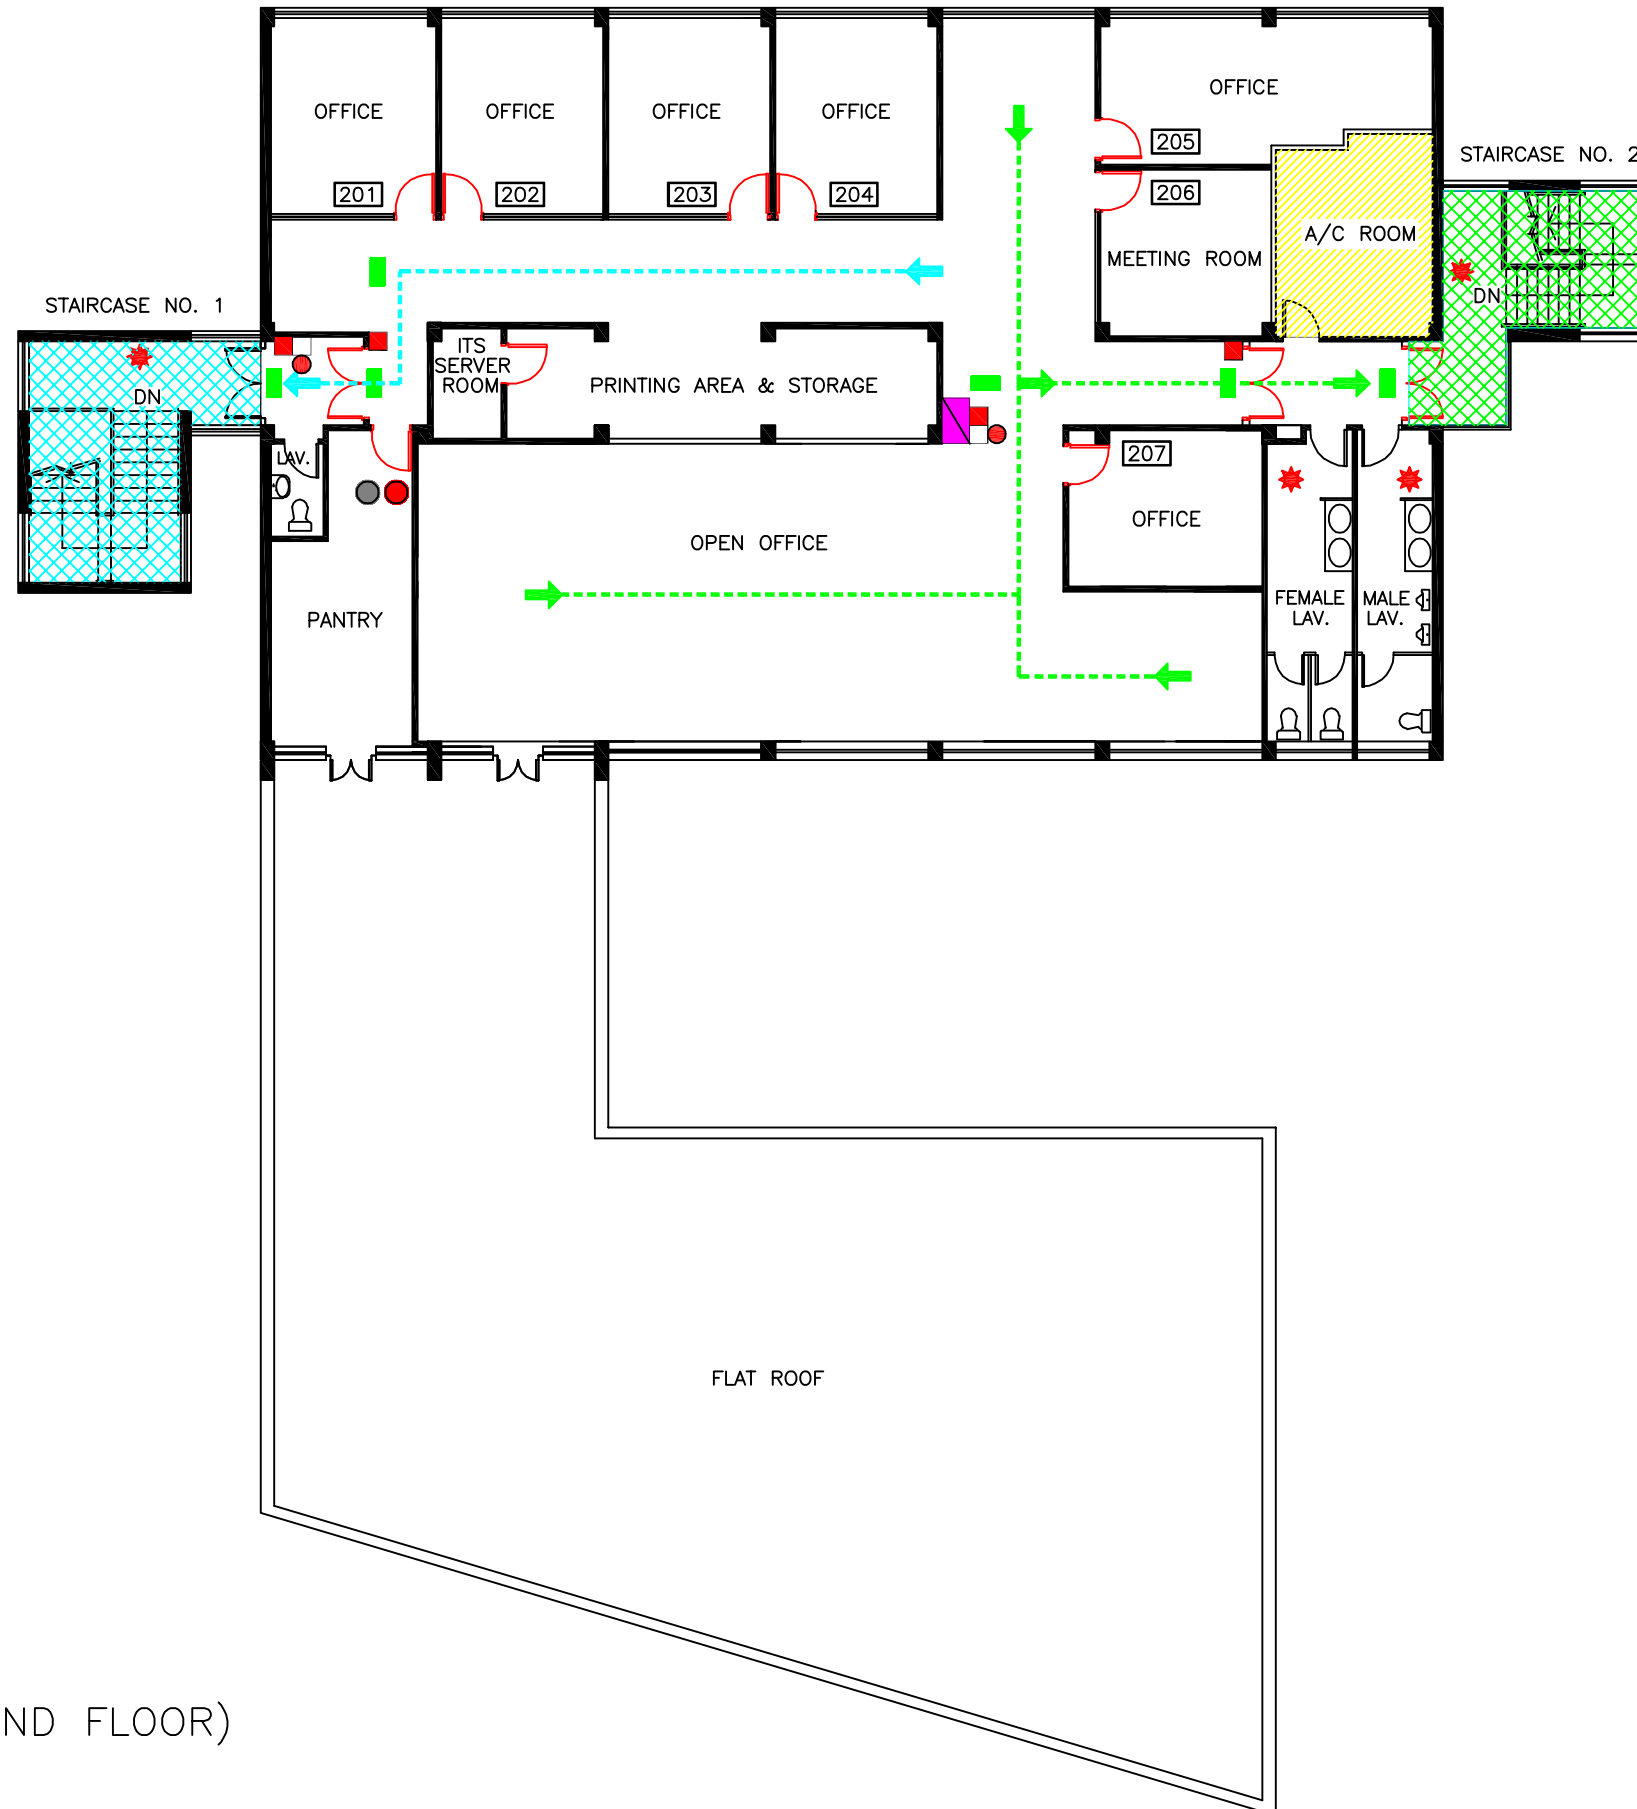 OFFICE
OFFICE
OFFICE
OFFICE
OFFICE
201
202
203
204
205
206
STAIRCASE NO. 2
A/C ROOM
MEETING ROOM
DN
STAIRCASE NO. 1
ITS
SERVER
ROOM
PRINTING AREA & STORAGE
DN
LAV.
207
OFFICE
OPEN OFFICE
PANTRY
FEMALE
LAV.
MALE
LAV.
FLAT ROOF
ND FLOOR)